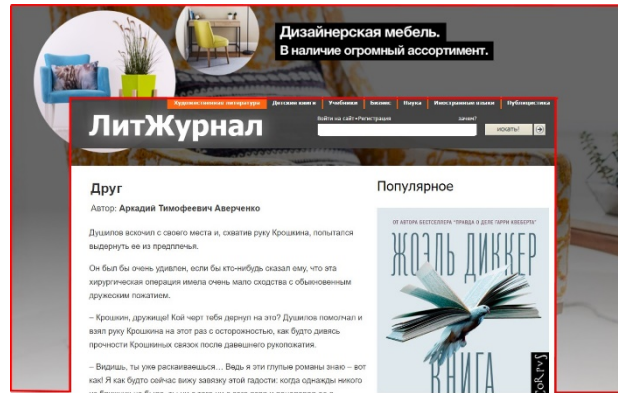 Дизайнерская мебель.
В наличие огромный ассортимент.
Художественная литература Детские книги Учебники Бизнес Наука Иностранные языки Публицистика
ЛитЖурнал
Войти на сайт•Регистрация зачем?
искать!
Друг
Автор: Аркадий Тимофеевич Аверченко
Душилов вскочил с своего места и, схватив руку Крошкина, попытался
выдернуть ее из предплечья.
Он был бы очень удивлен, если бы кто-нибудь сказал ему, что эта
хирургическая операция имела очень мало сходства с обыкновенным
дружеским пожатием.
– Крошкин, дружище! Кой черт тебя дернул на это? Душилов помолчал и
взял руку Крошкина на этот раз с осторожностью, как будто дивясь
прочности Крошкиных связок после давешнего рукопожатия.
– Видишь, ты уже раскаиваешься… Ведь я эти глупые романы знаю – вот
как! Я как будто сейчас вижу завязку этой гадости: когда однажды никого
Популярное
ОТ АВТОРА БЕСТСЕЛЛЕРА "ПРАВДА О ДЕЛЕ ГАРРИ КВЕБЕРТА"
ЖОЭЛЬ ДИККЕР
КНИГА
CORPVS